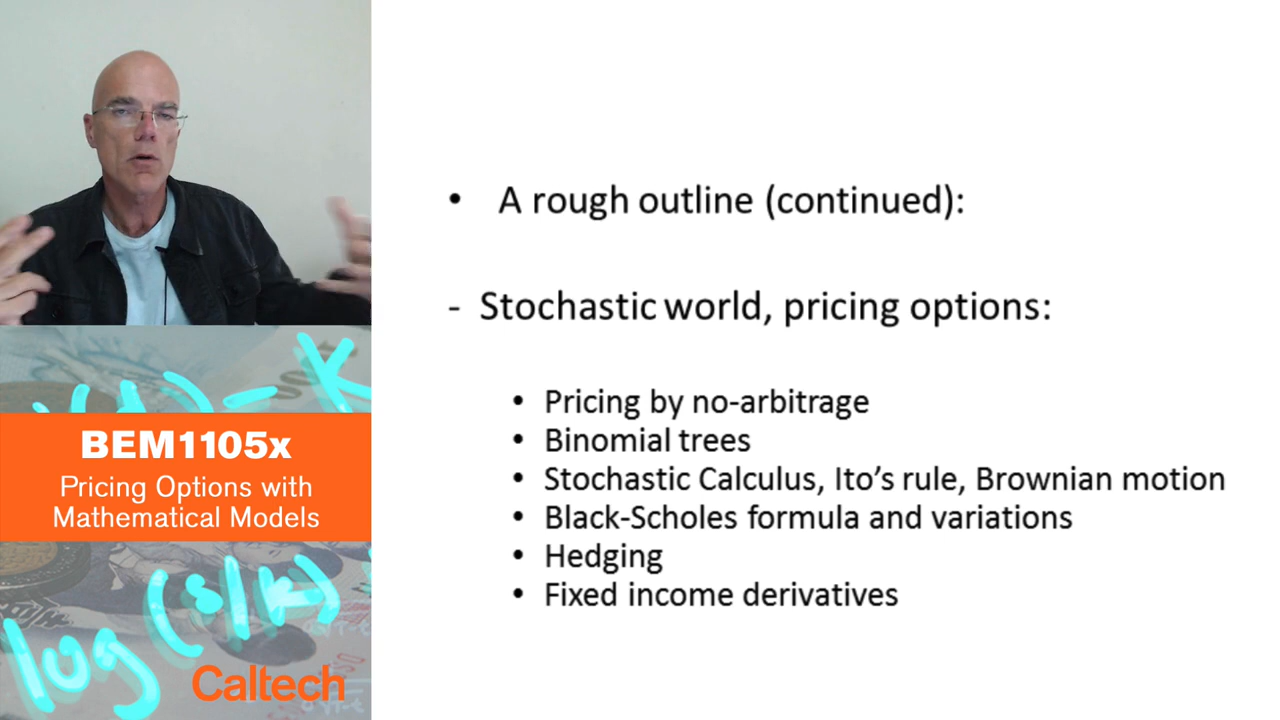 • A rough outline (continued):
- Stochastic world, pricing options:
• Pricing by no-arbitrage
• Binomial trees
• Stochastic Calculus, Ito's rule, Brownian motion
• Black-Scholes formula and variations
• Hedging
• Fixed income derivatives
BEM1105x
Pricing Options with
Mathematical Models
log(s/k)
Caltech